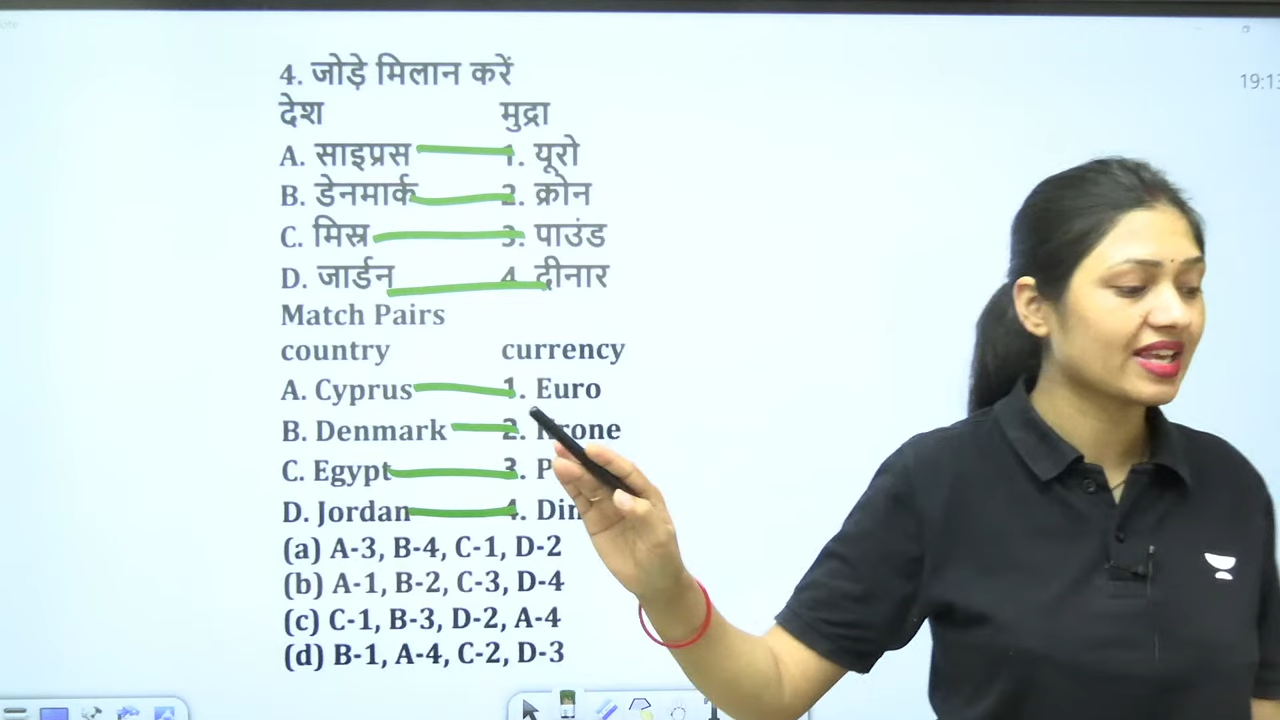 4. जोड़े मिलान करें
देश मुद्रा
A. साइप्रस 1. यूरो
B. डेनमार्क 2. क्रोन
C. मिस्र 3. पाउंड
D. जार्डन 4. दीनार
Match Pairs
country currency
A. Cyprus 1. Euro
B. Denmark 2. Krone
C. Egypt 3.
D. Jordan 4.
(a) A-3, B-4, C-1, D-2
(b) A-1, B-2, C-3, D-4
(c) C-1, B-3, D-2, A-4
(d) B-1, A-4, C-2, D-3